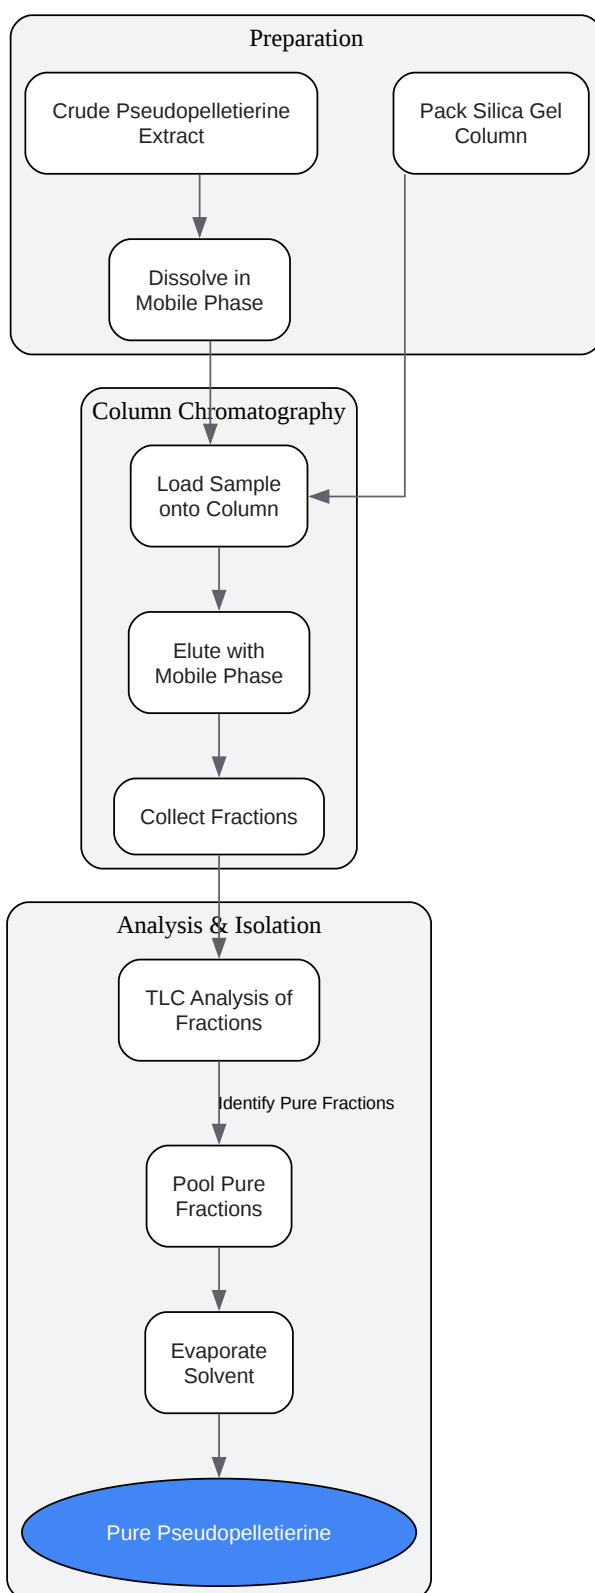 Preparation
Crude Pseudopelletierine
Extract
Pack Silica Gel
Column
Dissolve in
Mobile Phase
Column Chromatography
Load Sample
onto Column
Elute with
Mobile Phase
Collect Fractions
Analysis & Isolation
TLC Analysis of
Fractions
Identify Pure Fractions
Pool Pure
Fractions
Evaporate
Solvent
Pure Pseudopelletierine